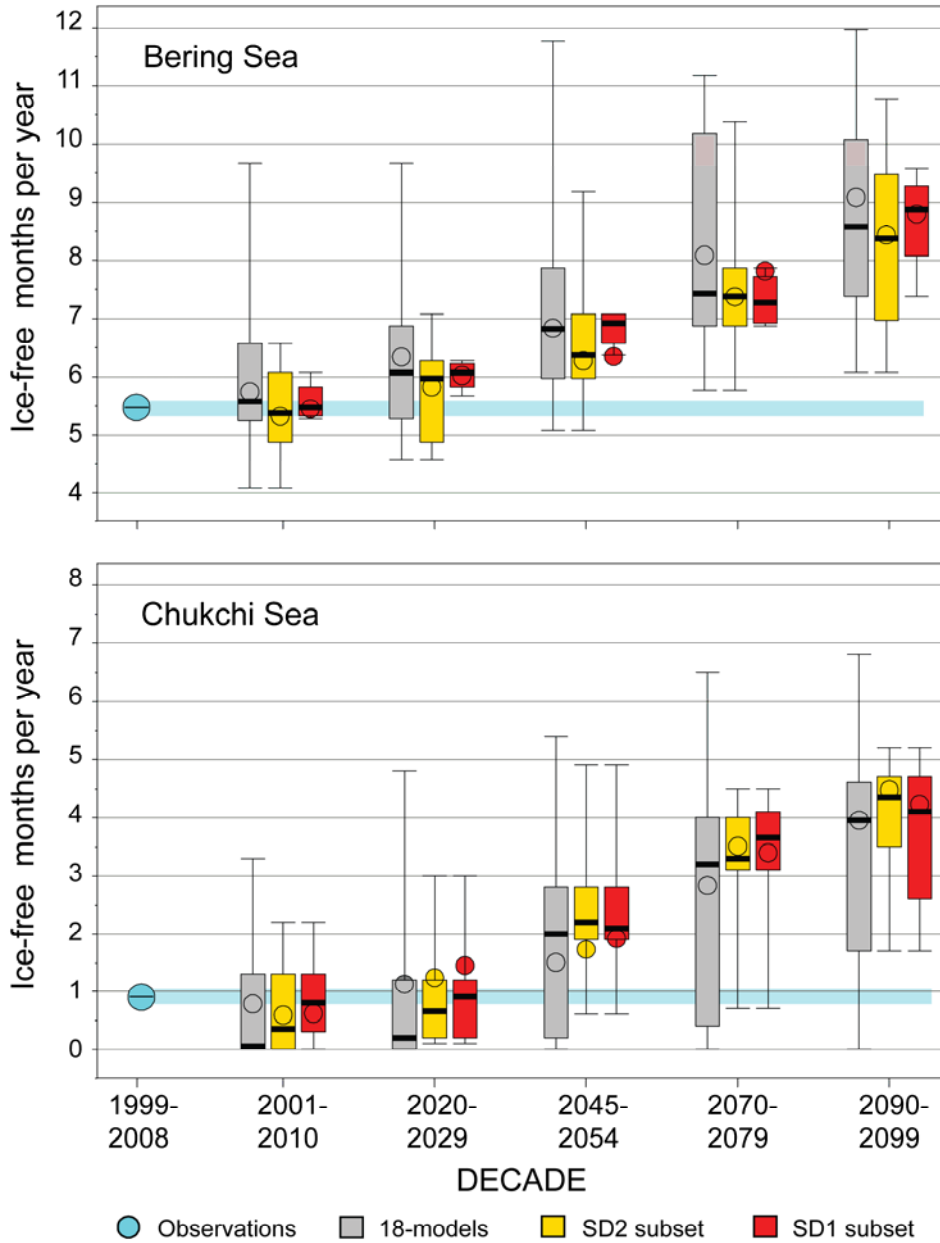 Bering Sea
Ice-free months per year
12
11
10
9
8
7
6
5
4
Chukchi Sea
Ice-free months per year
8
7
6
5
4
3
2
1
0
1999-2008
2001-2010
2020-2029
2045-2054
2070-2079
2090-2099
DECADE
Observations
18-models
SD2 subset
SD1 subset